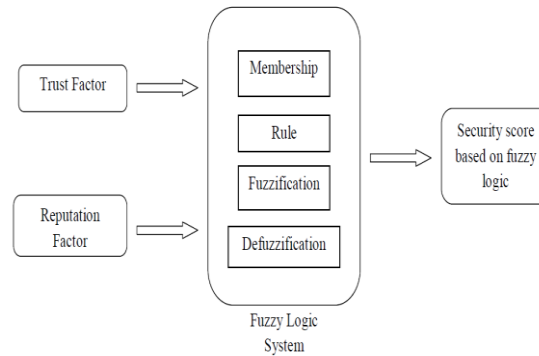 Trust Factor
Reputation
Factor
Membership
Rule
Fuzzification
Defuzzification
Fuzzy Logic
System
Security score
based on fuzzy
logic